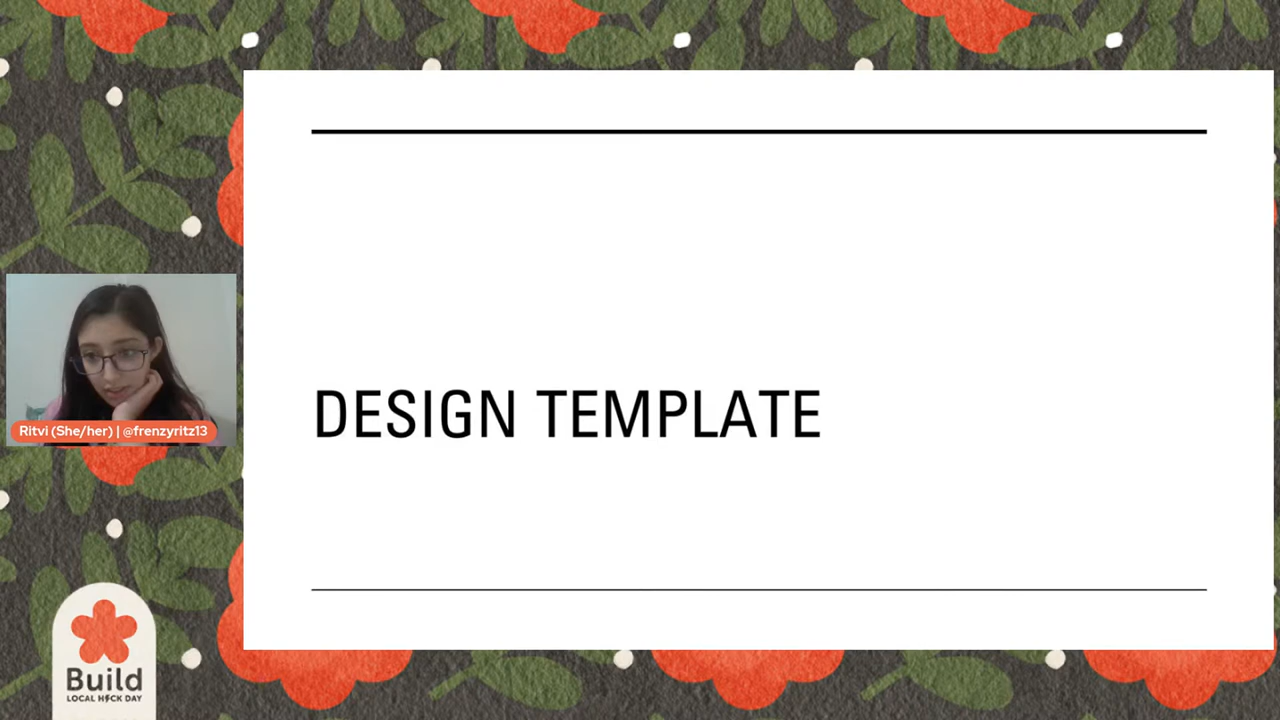 DESIGN TEMPLATE
Ritvi (She/her) | @frenzyritz13
Build
LOCAL HACK DAY